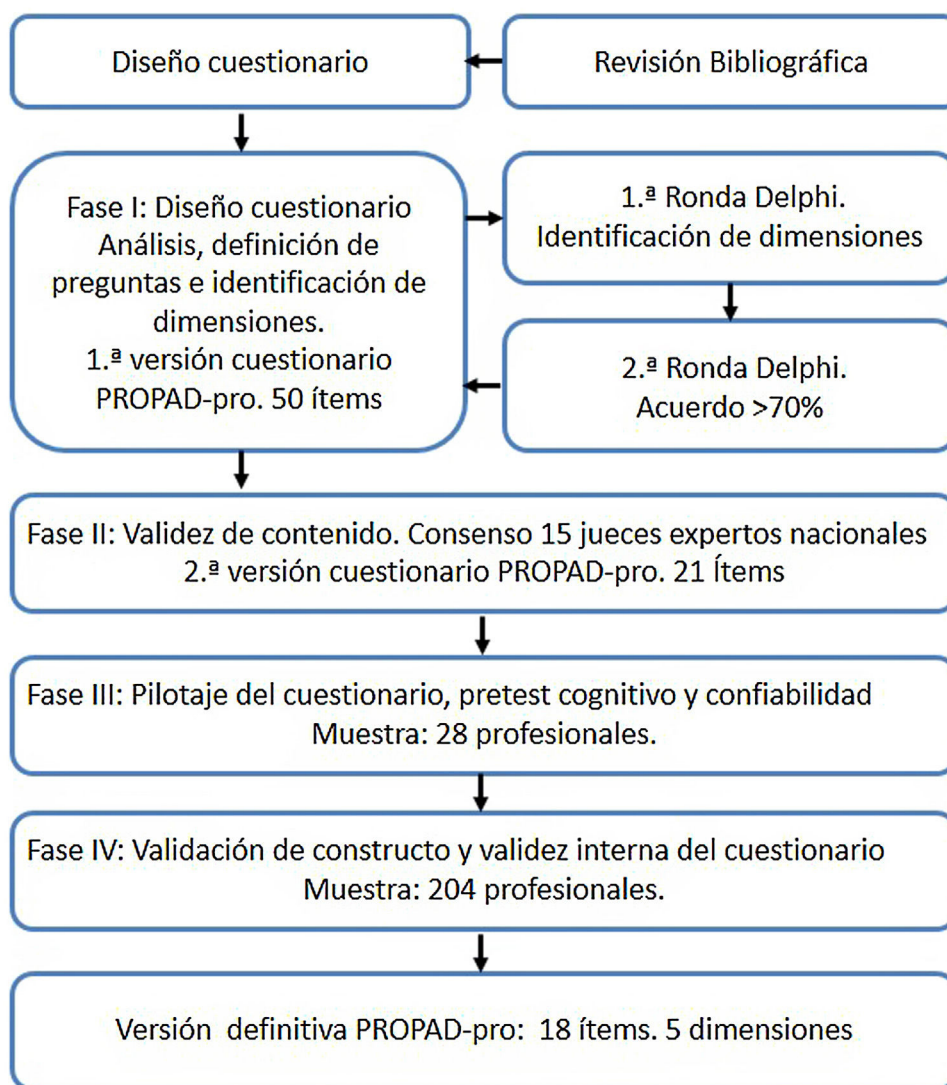 Diseño cuestionario
Revisión Bibliográfica
Fase I: Diseño cuestionario
Análisis, definición de
preguntas e identificación de
dimensiones.
1.ª versión cuestionario
PROPAD-pro. 50 ítems
1.ª Ronda Delphi.
Identificación de dimensiones
2.ª Ronda Delphi.
Acuerdo >70%
Fase II: Validez de contenido. Consenso 15 jueces expertos nacionales
2.ª versión cuestionario PROPAD-pro. 21 Ítems
Fase III: Pilotaje del cuestionario, pretest cognitivo y confiabilidad
Muestra: 28 profesionales.
Fase IV: Validación de constructo y validez interna del cuestionario
Muestra: 204 profesionales.
Versión definitiva PROPAD-pro: 18 ítems. 5 dimensiones